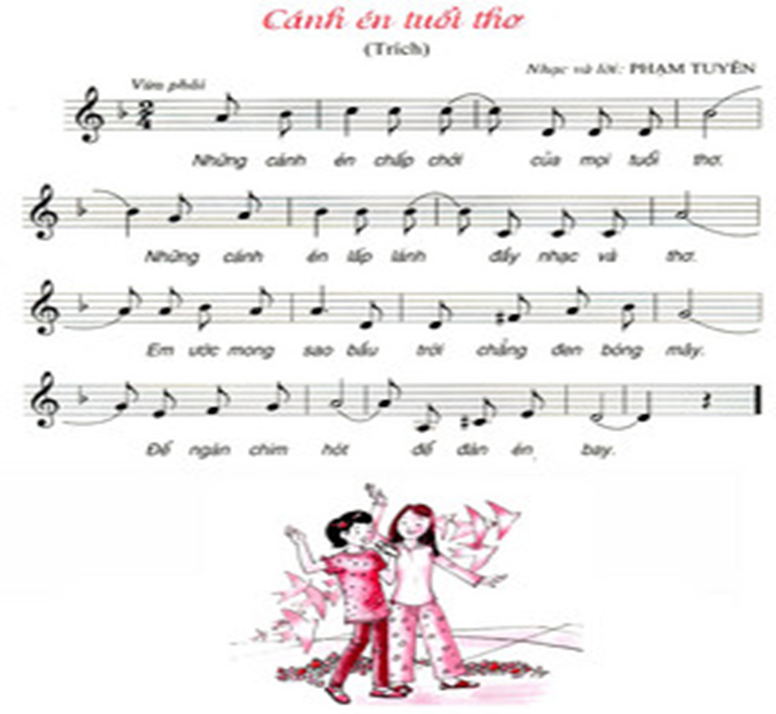 Cánh én tuổi thơ
(Trích)
Nhạc và lời: PHẠM TUYÊN
Vừa phải
2
4
Những cánh én chấp chới của mọi tuổi thơ.
Những cánh én lấp lánh đầy nhạc và thơ.
Em ước mong sao bầu trời chẳng đen bóng mây.
Để ngàn chim hót để đàn én bay.